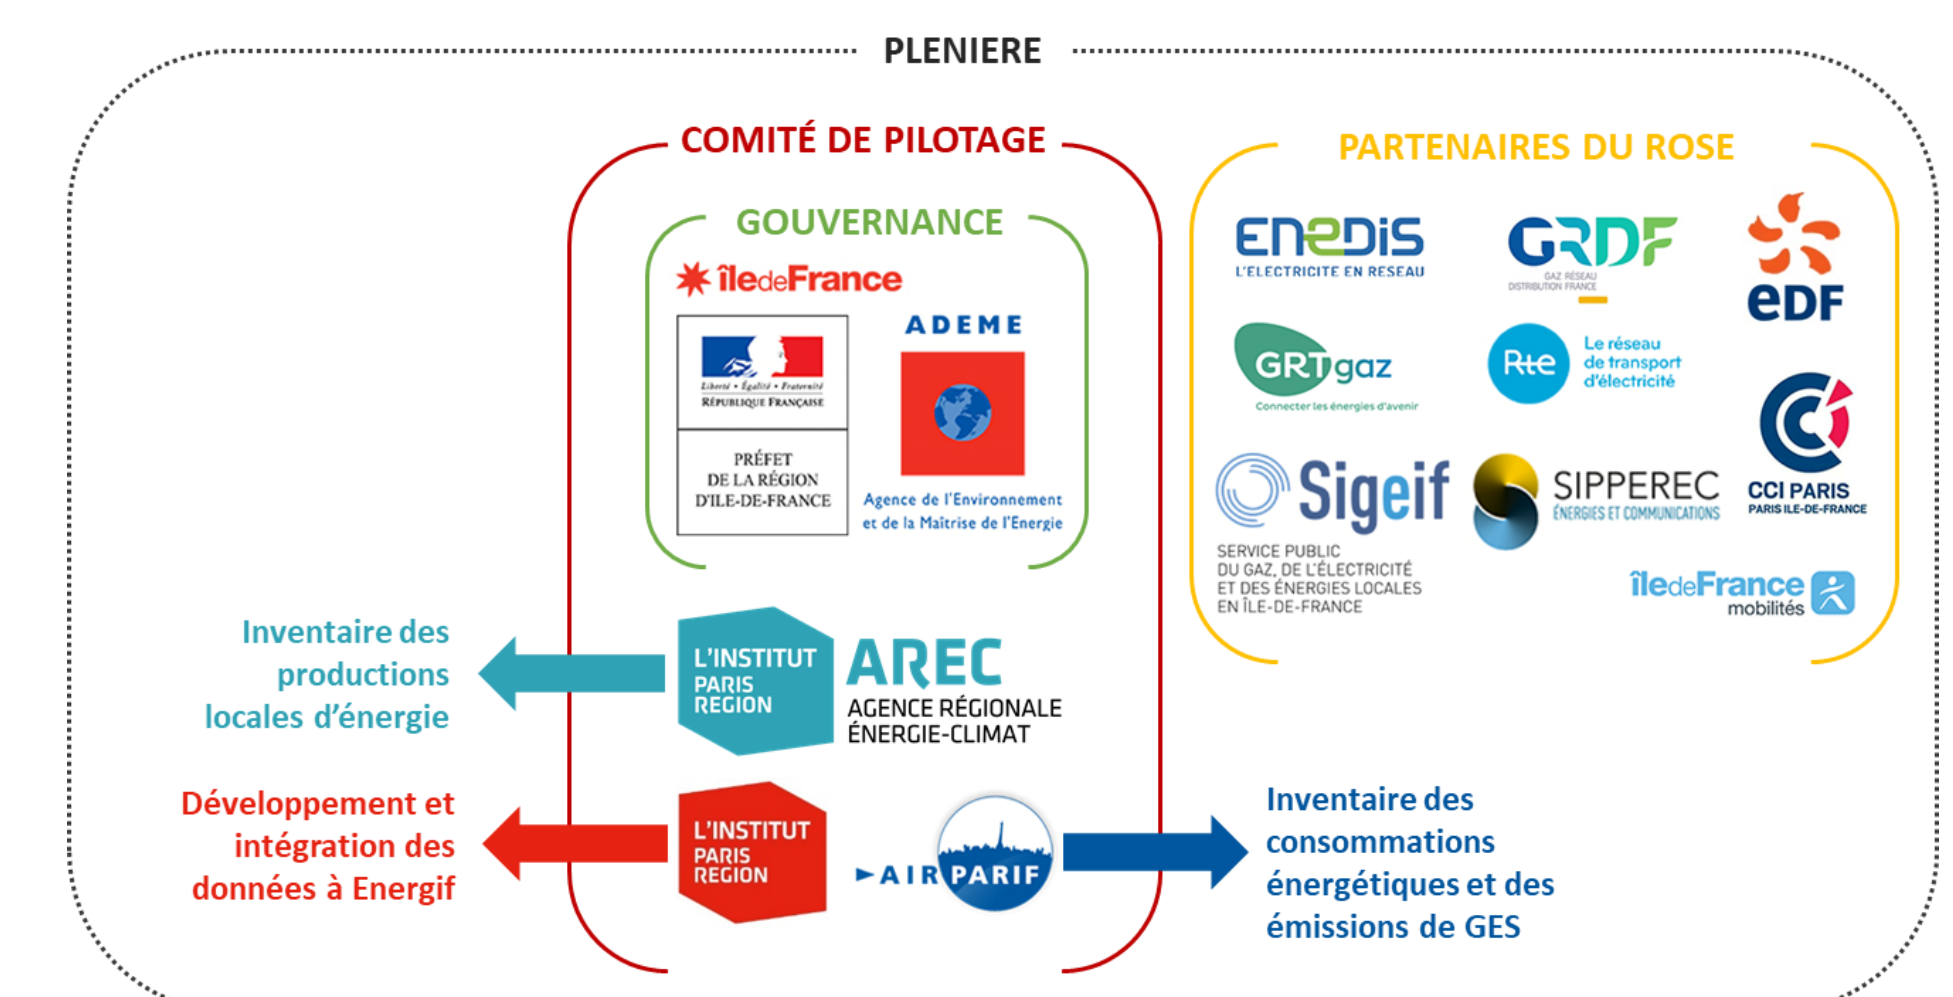 PLENIERE
COMITÉ DE PILOTAGE
GOUVERNANCE
îledeFrance
Liberté • Égalité • Fraternité
RÉPUBLIQUE FRANÇAISE
PRÉFET
DE LA RÉGION
D'ILE-DE-FRANCE
ADEME
Agence de l'Environnement
et de la Maîtrise de l'Energie
PARTENAIRES DU ROSE
ENEDIS
L'ELECTRICITE EN RESEAU
GRDF
GAZ RÉSEAU
DISTRIBUTION FRANCE
eDF
GRTgaz
Connecter les énergies d'avenir
Rte
Le réseau
de transport
d'électricité
CCI PARIS
PARIS ILE-DE-FRANCE
Sigeif
SERVICE PUBLIC
DU GAZ, DE L'ÉLECTRICITÉ
ET DES ÉNERGIES LOCALES
EN ÎLE-DE-FRANCE
SIPPEREC
ÉNERGIES ET COMMUNICATIONS
îledeFrance
mobilités
Inventaire des
productions
locales d'énergie
L'INSTITUT
PARIS
REGION
AREC
AGENCE RÉGIONALE
ÉNERGIE-CLIMAT
Développement et
intégration des
données à Energif
L'INSTITUT
PARIS
REGION
AIRPARIF
Inventaire des
consommations
énergétiques et des
émissions de GES